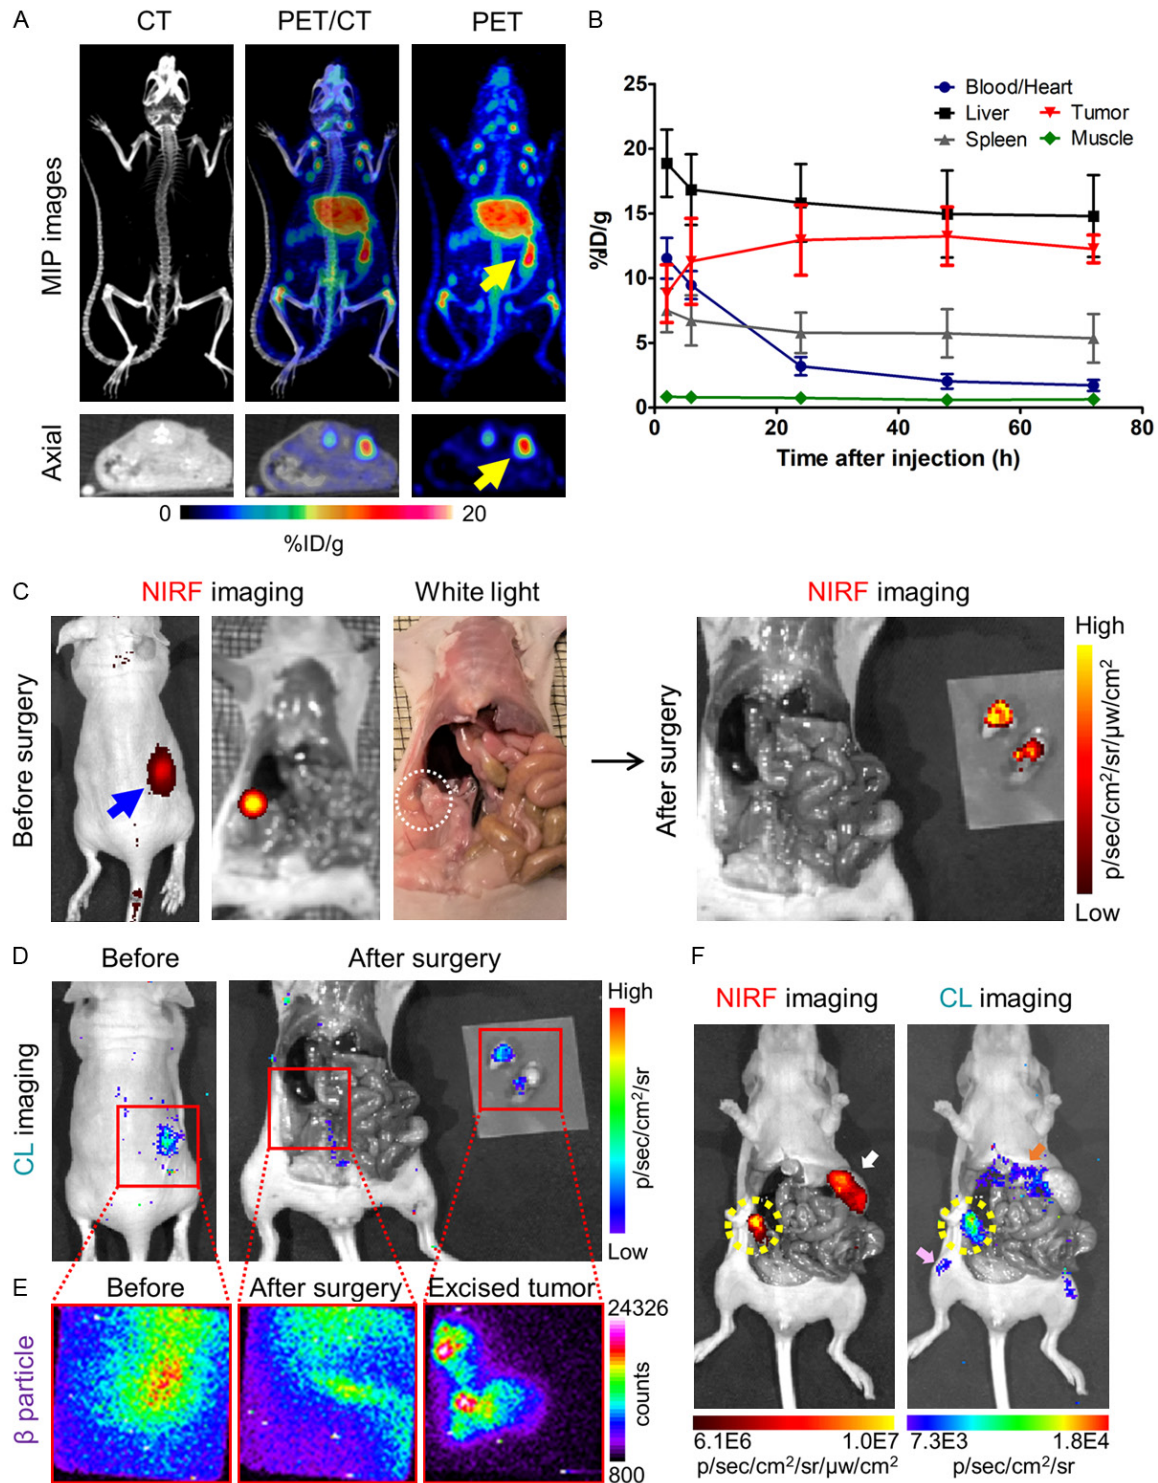 A
CT
PET/CT
PET
MIP images
Axial
0
20
%ID/g
B
25
20
15
10
5
0
%ID/g
0
20
40
60
80
Time after injection (h)
Blood/Heart
Liver
Tumor
Spleen
Muscle
C
NIRF imaging
White light
NIRF imaging
Before surgery
After surgery
High
p/sec/cm²/sr/µw/cm²
Low
D
Before
After surgery
CL imaging
High
p/sec/cm²/sr
Low
E
Before
After surgery
Excised tumor
β particle
24326
counts
800
F
NIRF imaging
CL imaging
6.1E6
1.0E7
p/sec/cm²/sr/µw/cm²
7.3E3
1.8E4
p/sec/cm²/sr